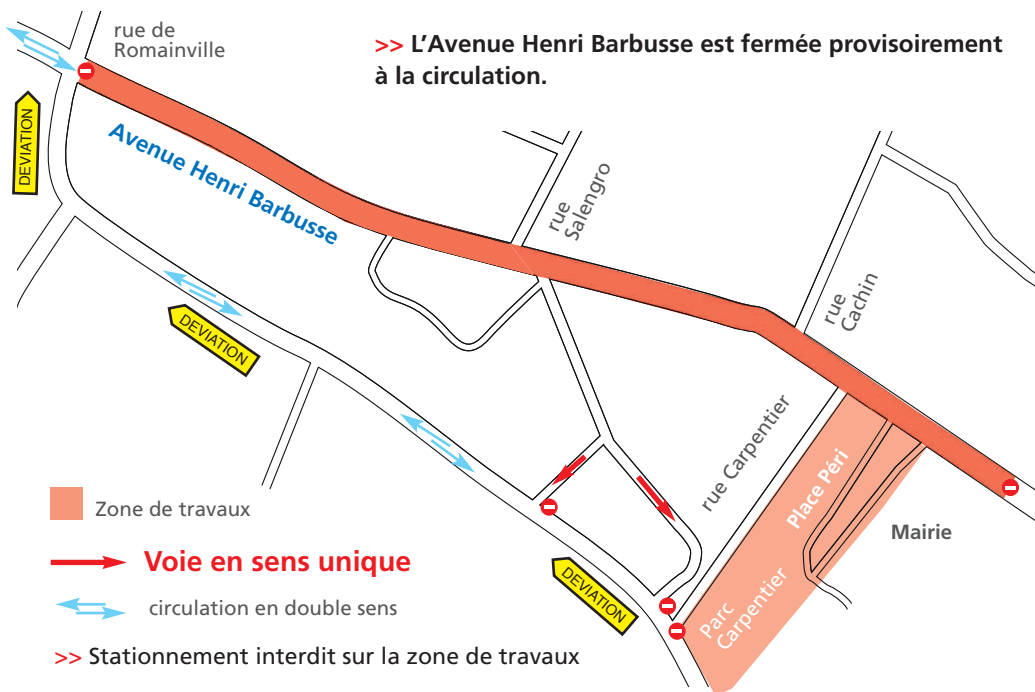 rue de
Romainville
>> L’Avenue Henri Barbusse est fermée provisoirement
à la circulation.
DEVIATION
Avenue Henri Barbusse
rue
Salengro
rue
Cachin
DEVIATION
rue Carpentier
Place Péri
Zone de travaux
Mairie
Voie en sens unique
DEVIATION
Parc
Carpentier
circulation en double sens
>> Stationnement interdit sur la zone de travaux